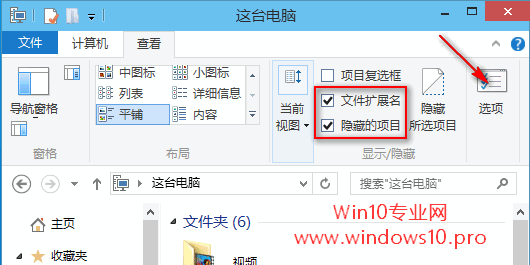 这台电脑
文件 计算机 查看
导航窗格
窗格
中图标 小图标
列表 详细信息
平铺 内容
布局
当前
视图
项目复选框
文件扩展名
隐藏的项目
隐藏
所选项目
显示/隐藏
选项
这台电脑
搜索"这台电脑"
主页
收藏夹
文件夹 (6)
视频
Win10专业网
www.windows10.pro